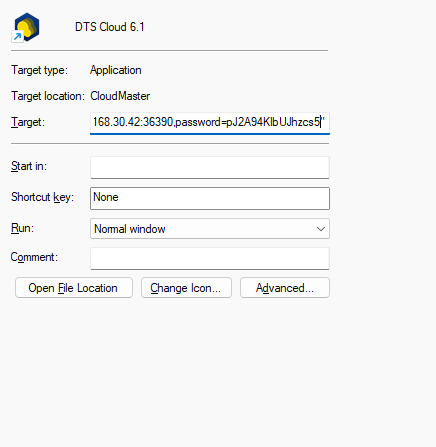 DTS Cloud 6.1
Target type: Application
Target location: CloudMaster
Target: 168.30.42:36390,password=pJ2A94KlbUJhzcs5"
Start in:
Shortcut key: None
Run: Normal window
Comment:
Open File Location Change Icon... Advanced...